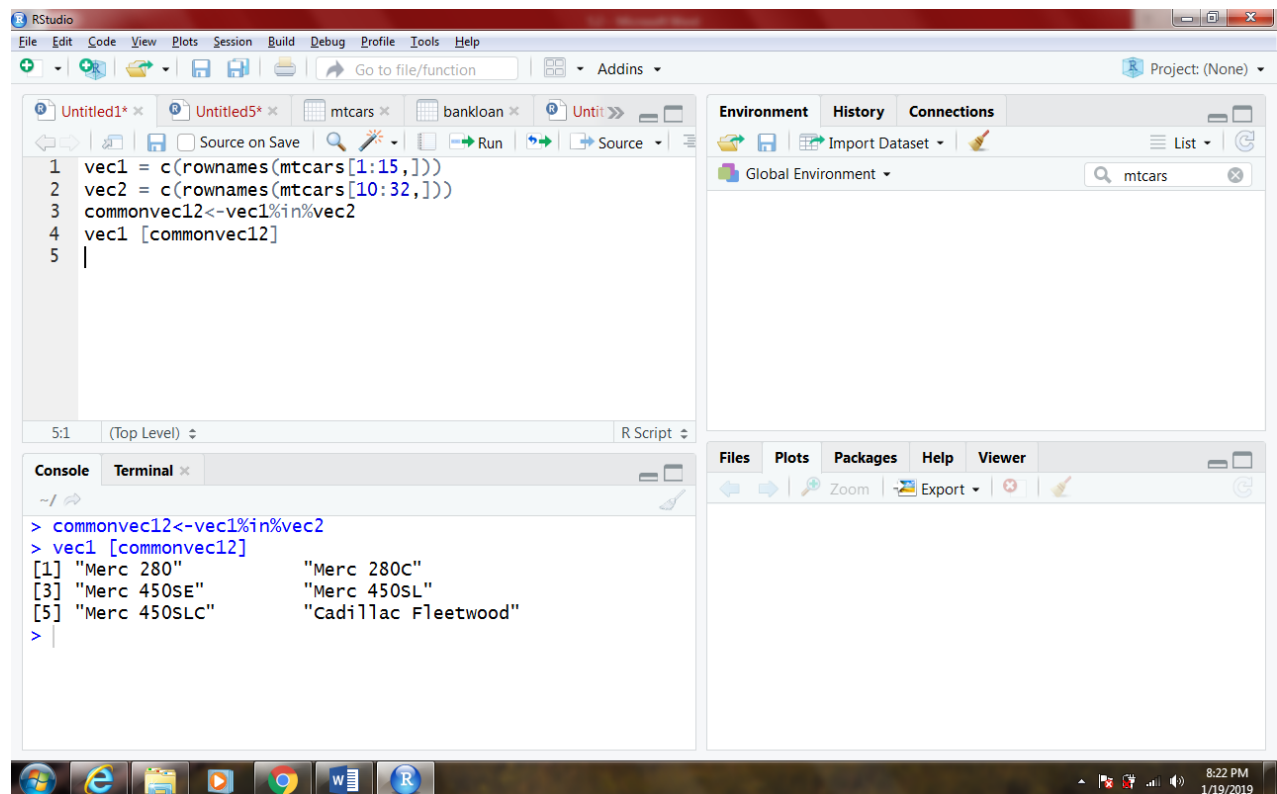 RStudio
File Edit Code View Plots Session Build Debug Profile Tools Help
Go to file/function Addins Project: (None)
Untitled1* Untitled5* mtcars bankloan Untit
Source on Save Run Source
1 vec1 = c(rownames(mtcars[1:15,]))
2 vec2 = c(rownames(mtcars[10:32,]))
3 commonvec12<-vec1%in%vec2
4 vec1 [commonvec12]
5
5:1 (Top Level) R Script
Console Terminal
~/
> commonvec12<-vec1%in%vec2
> vec1 [commonvec12]
[1] "Merc 280" "Merc 280C"
[3] "Merc 450SE" "Merc 450SL"
[5] "Merc 450SLC" "Cadillac Fleetwood"
>
Environment History Connections
Import Dataset List
Global Environment mtcars
Files Plots Packages Help Viewer
Zoom Export
8:22 PM
1/19/2019